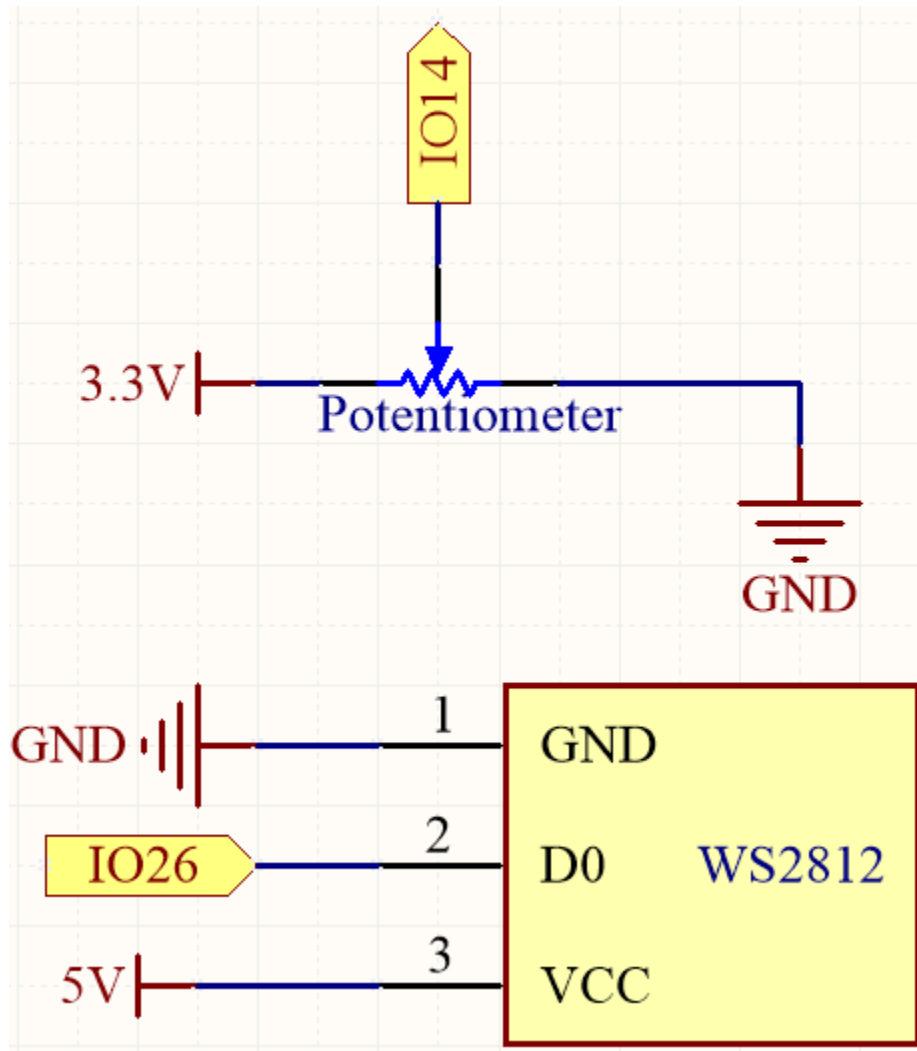 IO14
3.3V
Potentiometer
GND
1
GND
GND
2
IO26
D0
WS2812
3
5V
VCC